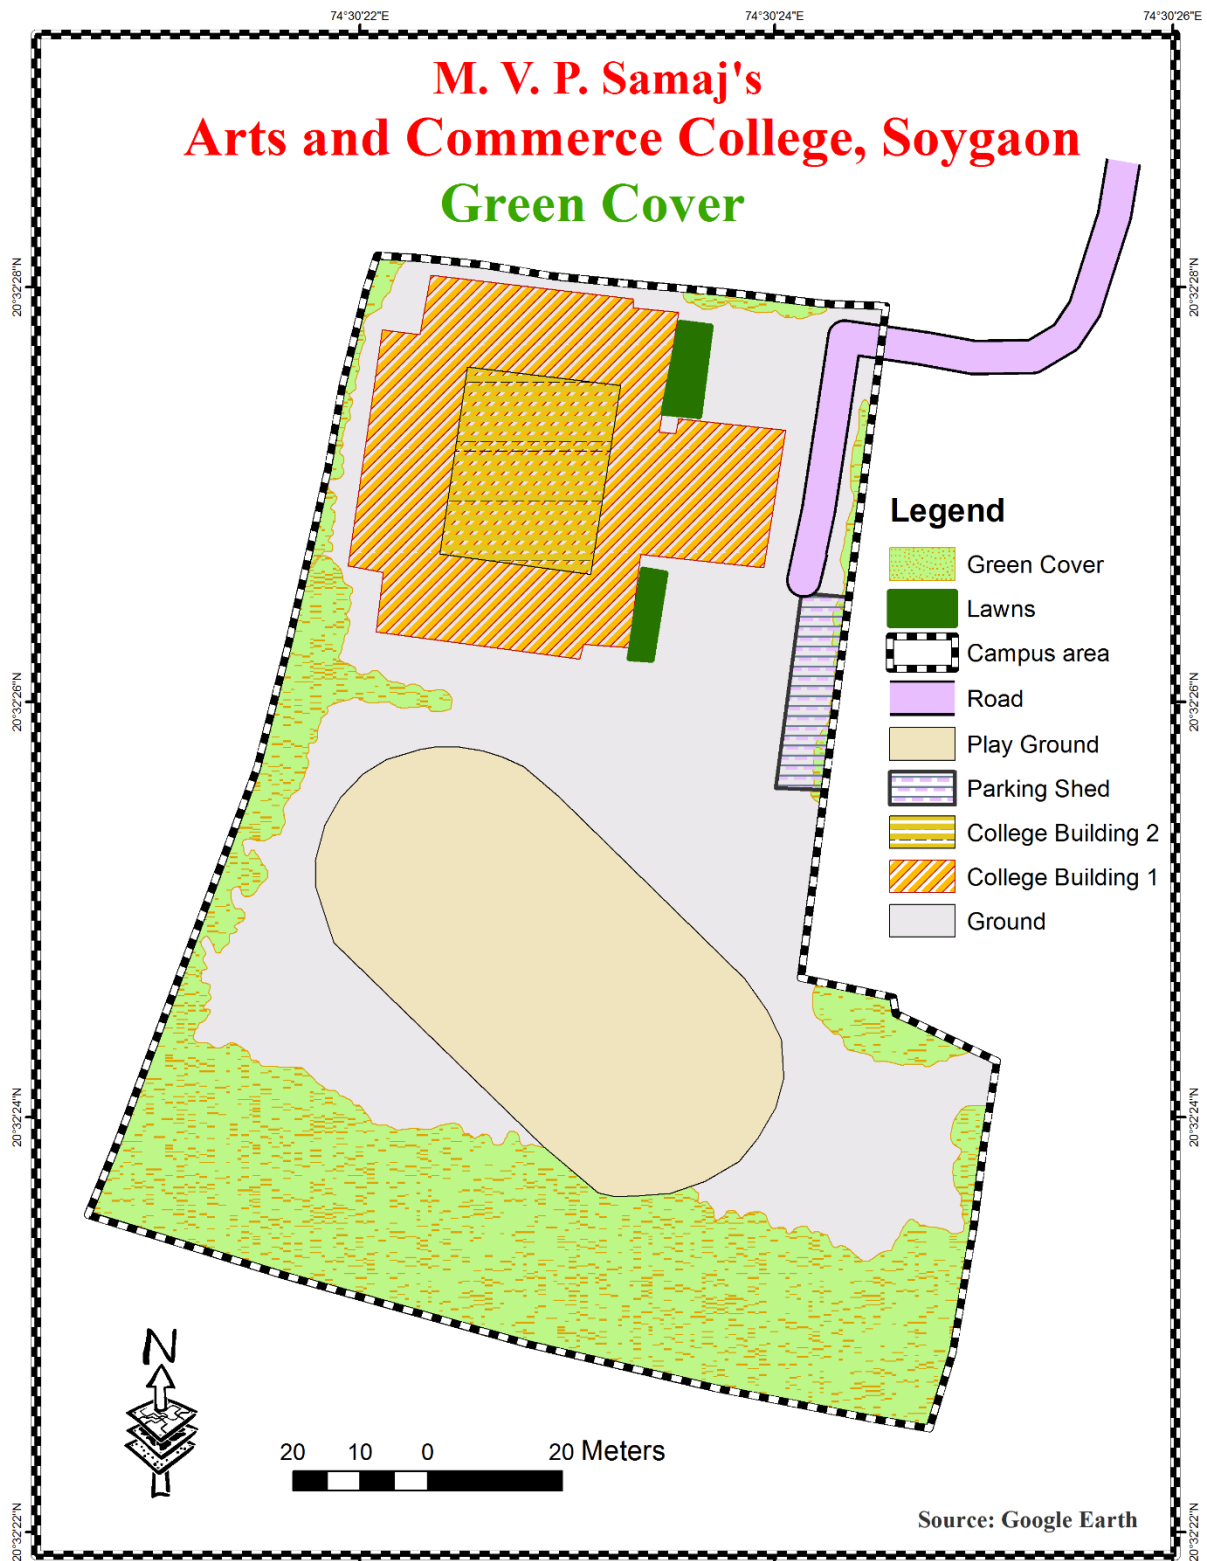 74°30'22"E 74°30'24"E 74°30'26"E
M. V. P. Samaj's
Arts and Commerce College, Soygaon
Green Cover
20°32'28"N 20°32'28"N
Legend
Green Cover
Lawns
Campus area
Road
20°32'26"N 20°32'26"N
Play Ground
Parking Shed
College Building 2
College Building 1
Ground
20°32'24"N 20°32'24"N
N
20 10 0 20 Meters
Source: Google Earth
20°32'22"N 20°32'22"N